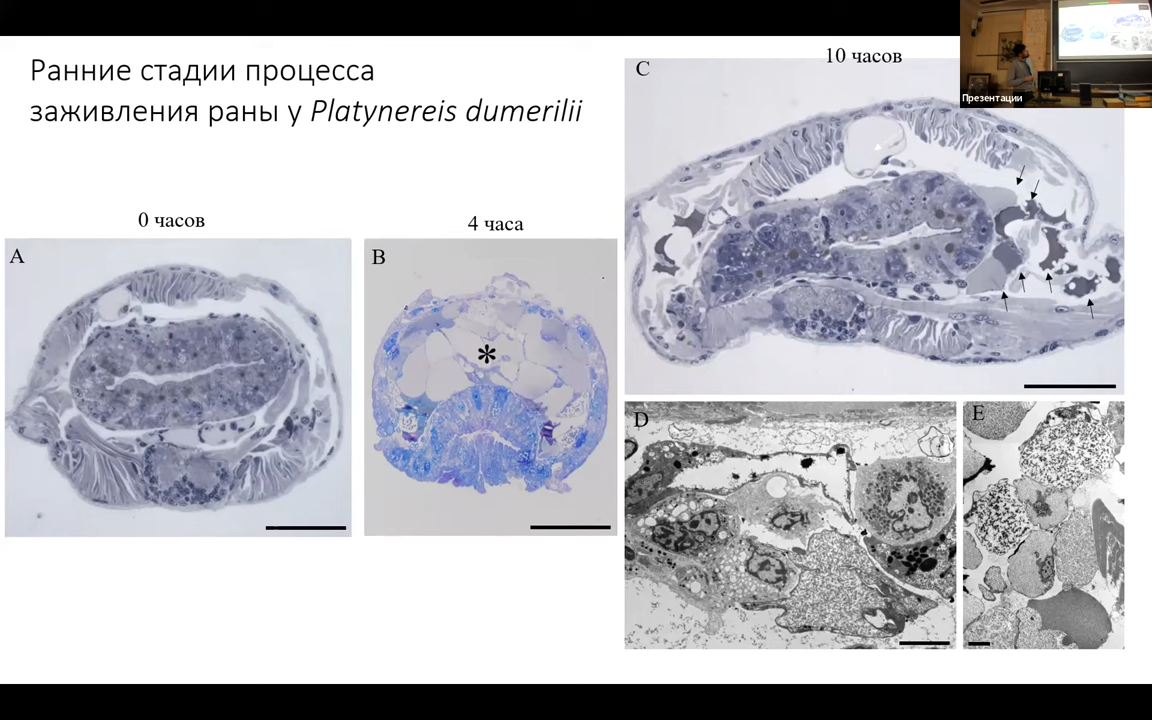 Ранние стадии процесса
заживления раны у Platynereis dumerilii
0 часов
A
4 часа
B
*
10 часов
C
D
E
Презентации